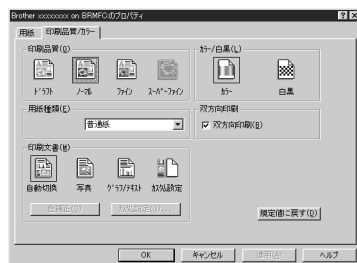 Brother xxxxxxxx on BRMFC:のプロパティ
用紙 印刷品質/カラー
印刷品質(Q)
ドラフト ノーマル ファイン スーパーファイン
カラー/白黒(L)
カラー 白黒
用紙種類(E)
普通紙
双方向印刷
双方向印刷(B)
印刷文書(M)
自動切換 写真 グラフ/テキスト カスタム設定
色補正(O) カスタム設定(U)...
規定値に戻す(D)
OK キャンセル 適用(A) ヘルプ